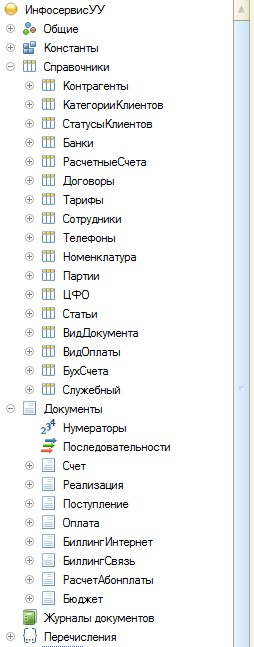 ИнфосервисУУ
Общие
Константы
Справочники
Контрагенты
КатегорииКлиентов
СтатусыКлиентов
Банки
РасчетныеСчета
Договоры
Тарифы
Сотрудники
Телефоны
Номенклатура
Партии
ЦФО
Статьи
ВидДокумента
ВидОплаты
БухСчета
Служебный
Документы
Нумераторы
Последовательности
Счет
Реализация
Поступление
Оплата
БиллингИнтернет
БиллингСвязь
РасчетАбонплаты
Бюджет
Журналы документов
Перечисления